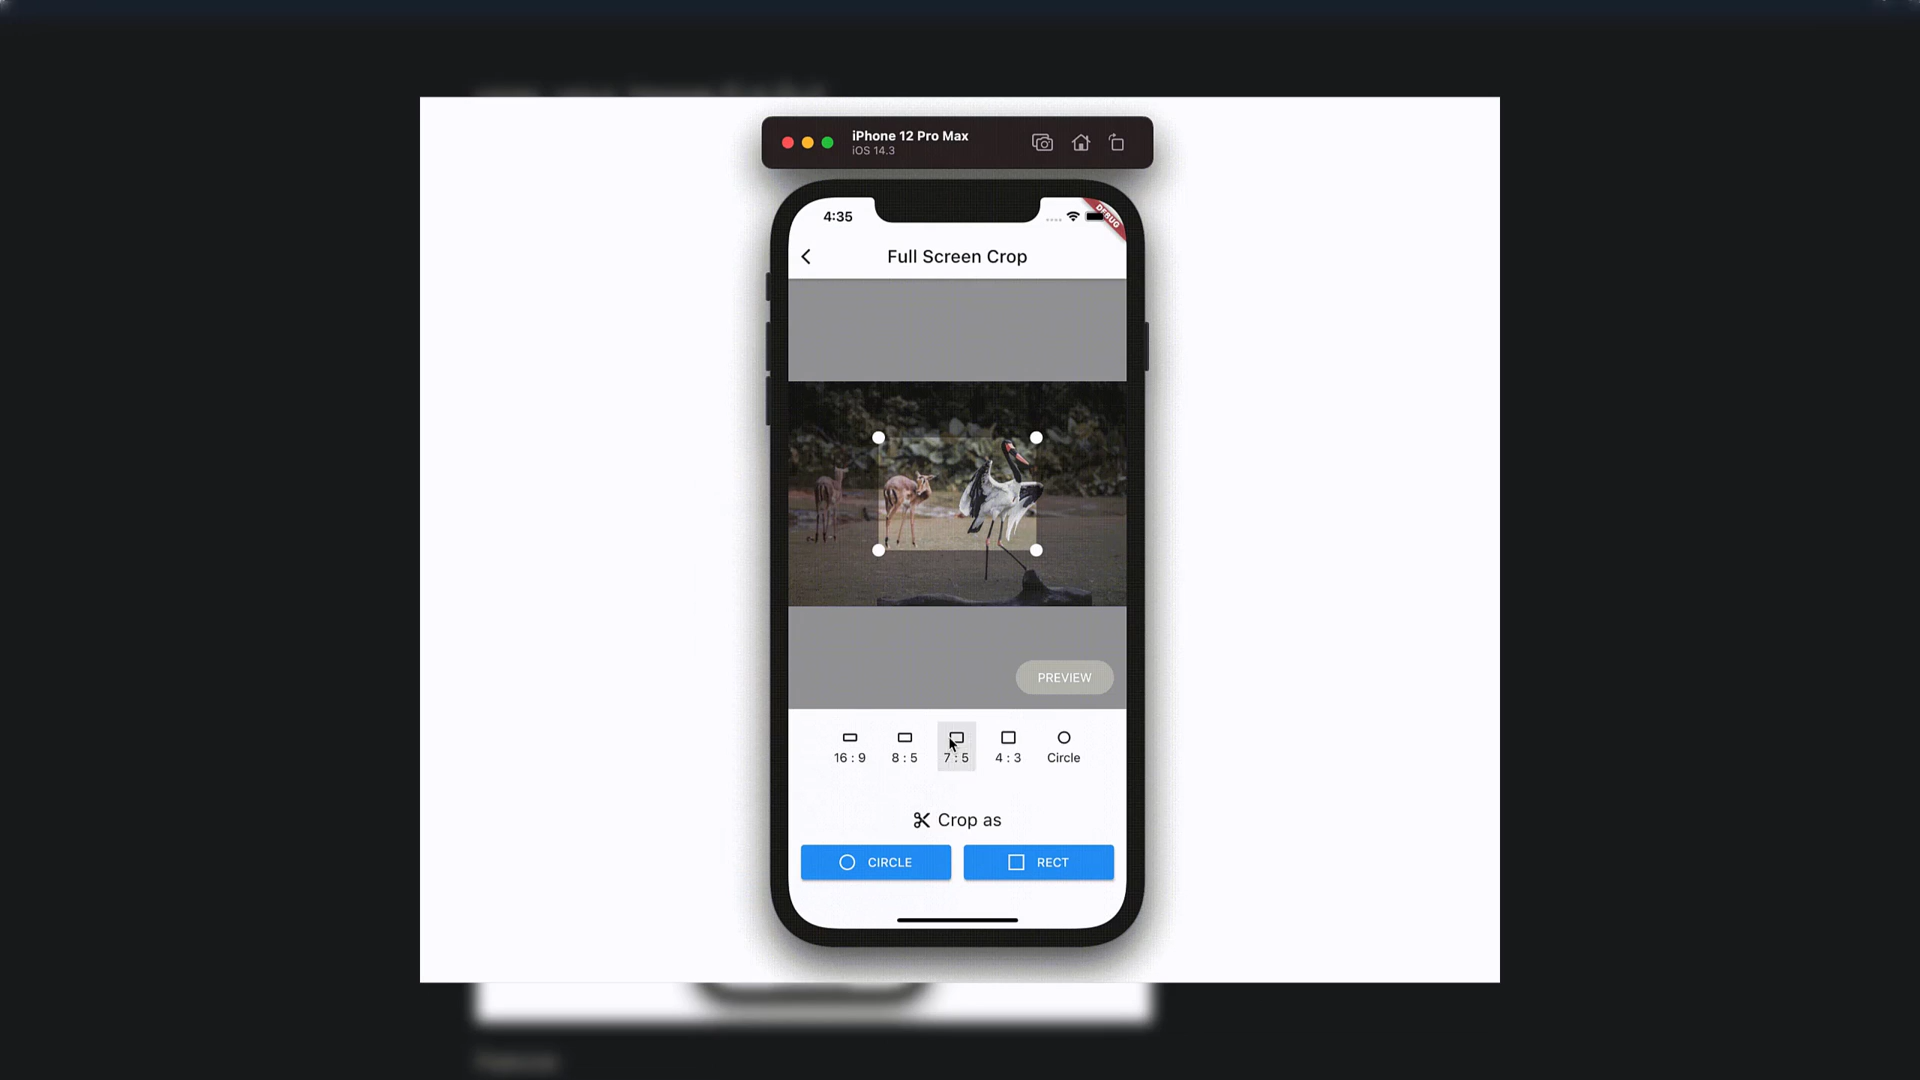 iPhone 12 Pro Max
iOS 14.3
4:35
DEBUG
Full Screen Crop
PREVIEW
16 : 9
8 : 5
7 : 5
4 : 3
Circle
Crop as
CIRCLE
RECT